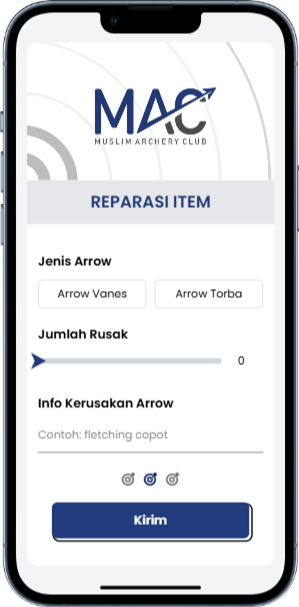 MAC
MUSLIM ARCHERY CLUB
REPARASI ITEM
Jenis Arrow
Arrow Vanes
Arrow Torba
Jumlah Rusak
0
Info Kerusakan Arrow
Contoh: fletching copot
Kirim